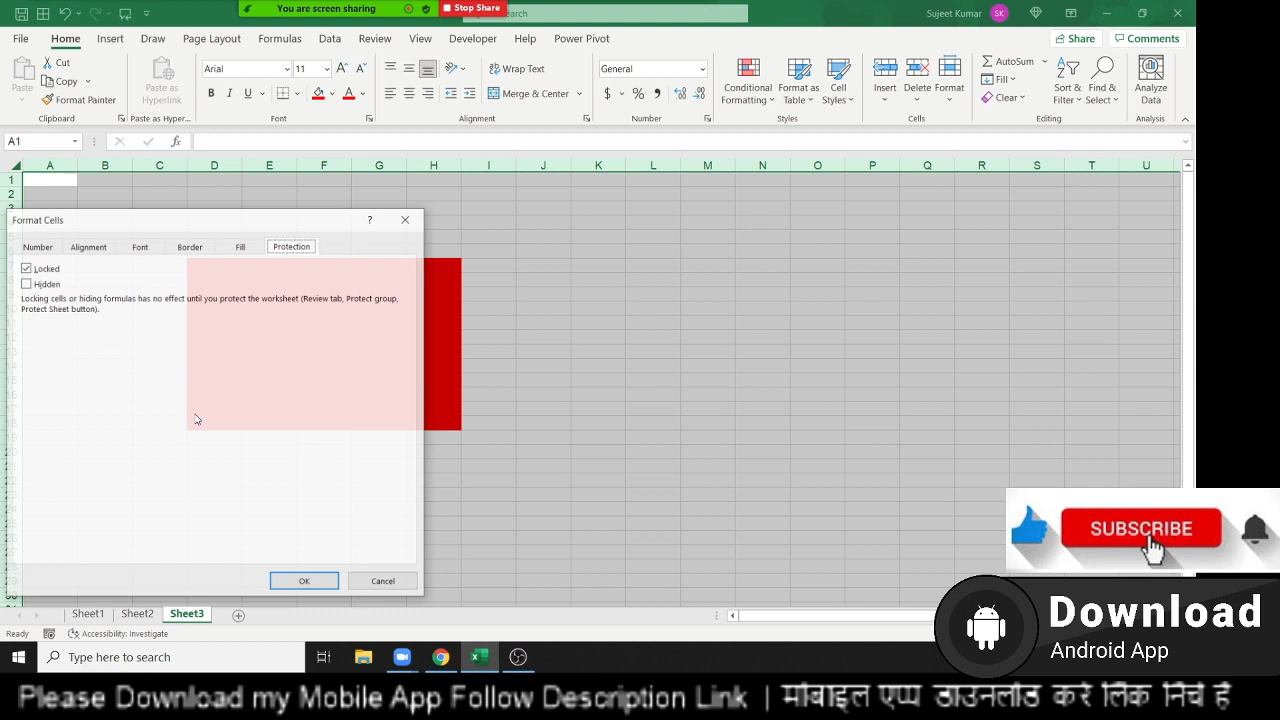 You are screen sharing
Stop Share
Search
Sujeet Kumar
SK
File Home Insert Draw Page Layout Formulas Data Review View Developer Help Power Pivot
Share
Comments
Paste
Cut
Copy
Format Painter
Clipboard
Paste as Hyperlink
Paste as Hyper...
Arial
11
B I U
Font
Wrap Text
Merge & Center
Alignment
General
$ % ,
Number
Conditional Formatting
Format as Table
Cell Styles
Styles
Insert
Delete
Format
Cells
AutoSum
Fill
Clear
Sort & Filter
Find & Select
Editing
Analyze Data
Analysis
A1
fx
A B C D E F G H I J K L M N O P Q R S T U
1
2
Format Cells
Number Alignment Font Border Fill Protection
Locked
Hidden
Locking cells or hiding formulas has no effect until you protect the worksheet (Review tab, Protect group,
Protect Sheet button).
OK
Cancel
SUBSCRIBE
Download
Android App
Sheet1 Sheet2 Sheet3
Ready
Accessibility: Investigate
Type here to search
Please Download my Mobile App Follow Description Link | मोबाइल एप्प डाउनलोड करे लिंक निचे है